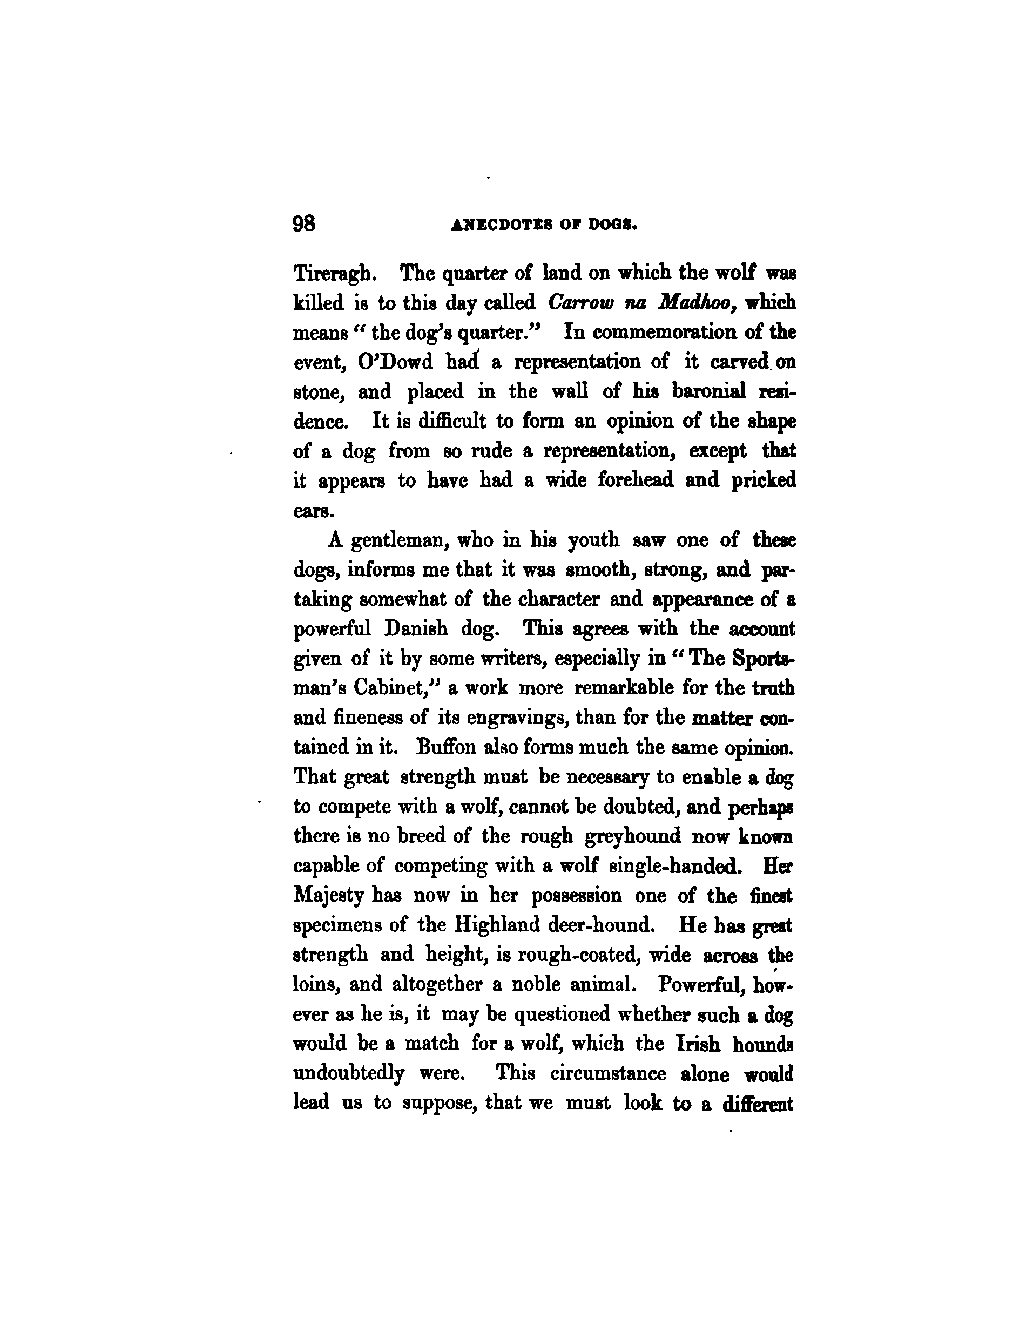 98 ANECDOTES OF DOGS.
Tireragh. The quarter of land on which the wolf was
killed is to this day called Carrow na Madhoo, which
means “ the dog’s quarter.” In commemoration of the
event, O’Dowd had a representation of it carved on
stone, and placed in the wall of his baronial resi-
dence. It is difficult to form an opinion of the shape
of a dog from so rude a representation, except that
it appears to have had a wide forehead and pricked
ears.
A gentleman, who in his youth saw one of these
dogs, informs me that it was smooth, strong, and par-
taking somewhat of the character and appearance of a
powerful Danish dog. This agrees with the account
given of it by some writers, especially in “ The Sports-
man’s Cabinet,” a work more remarkable for the truth
and fineness of its engravings, than for the matter con-
tained in it. Buffon also forms much the same opinion.
That great strength must be necessary to enable a dog
to compete with a wolf, cannot be doubted, and perhaps
there is no breed of the rough greyhound now known
capable of competing with a wolf single-handed. Her
Majesty has now in her possession one of the finest
specimens of the Highland deer-hound. He has great
strength and height, is rough-coated, wide across the
loins, and altogether a noble animal. Powerful, how-
ever as he is, it may be questioned whether such a dog
would be a match for a wolf, which the Irish hounds
undoubtedly were. This circumstance alone would
lead us to suppose, that we must look to a different